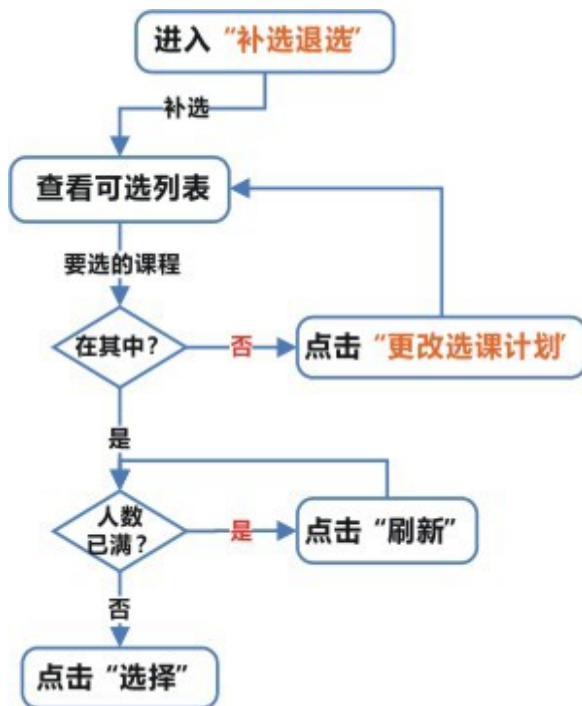 进入“补选退选”
补选
查看可选列表
要选的课程
在其中？
否
点击“更改选课计划”
是
人数
已满？
是
点击“刷新”
否
点击“选择”